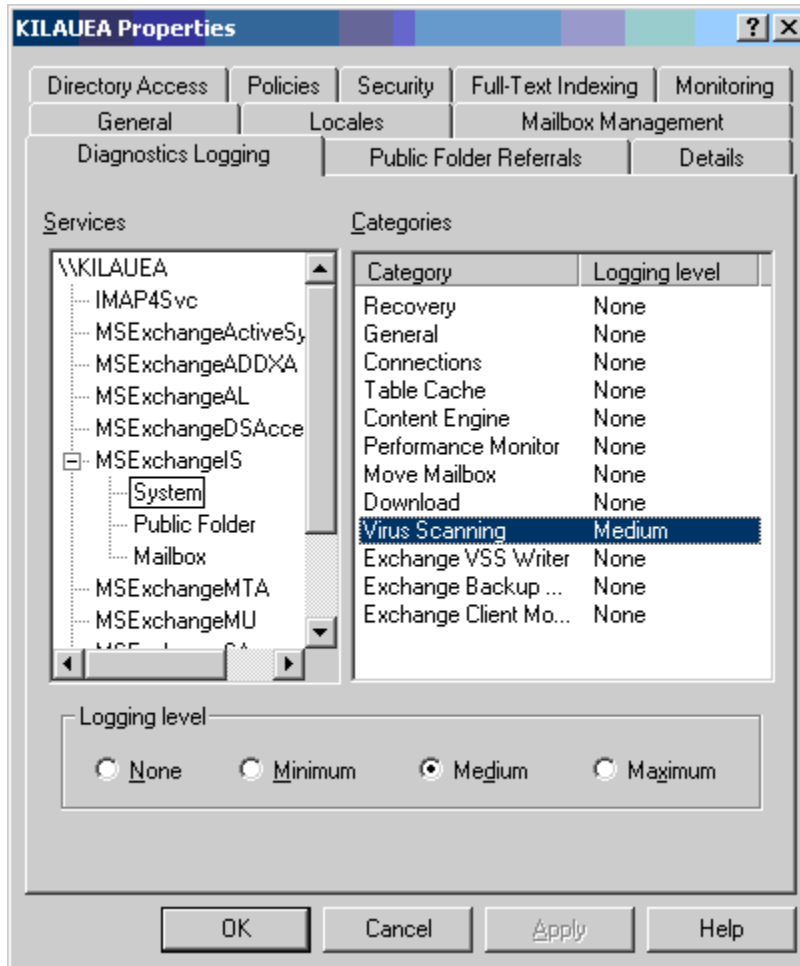 KILAUEA Properties
Directory Access Policies Security Full-Text Indexing Monitoring
General Locales Mailbox Management
Diagnostics Logging Public Folder Referrals Details
Services Categories
\\KILAUEA
IMAP4Svc
MSExchangeActiveSy
MSExchangeADDXA
MSExchangeAL
MSExchangeDSAcce
MSExchangeIS
System
Public Folder
Mailbox
MSExchangeMTA
MSExchangeMU
Category Logging level
Recovery None
General None
Connections None
Table Cache None
Content Engine None
Performance Monitor None
Move Mailbox None
Download None
Virus Scanning Medium
Exchange VSS Writer None
Exchange Backup ... None
Exchange Client Mo... None
Logging level
None Minimum Medium Maximum
OK Cancel Apply Help